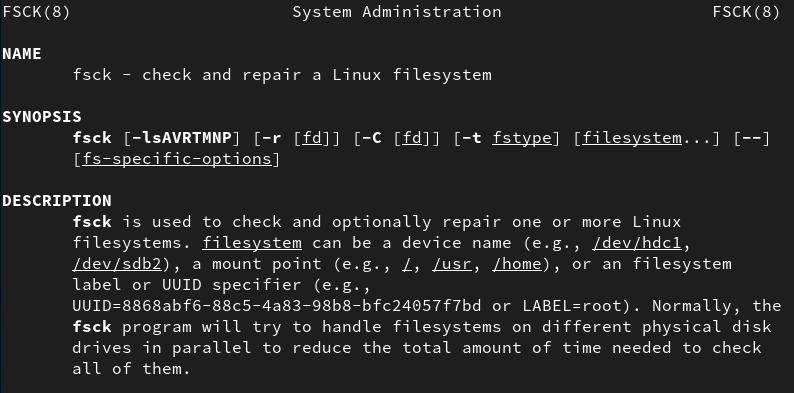 FSCK(8) System Administration FSCK(8)
NAME
fsck - check and repair a Linux filesystem
SYNOPSIS
fsck [-lsAVRTMNP] [-r [fd]] [-C [fd]] [-t fstype] [filesystem...] [--]
[fs-specific-options]
DESCRIPTION
fsck is used to check and optionally repair one or more Linux
filesystems. filesystem can be a device name (e.g., /dev/hdc1,
/dev/sdb2), a mount point (e.g., /, /usr, /home), or an filesystem
label or UUID specifier (e.g.,
UUID=8868abf6-88c5-4a83-98b8-bfc24057f7bd or LABEL=root). Normally, the
fsck program will try to handle filesystems on different physical disk
drives in parallel to reduce the total amount of time needed to check
all of them.